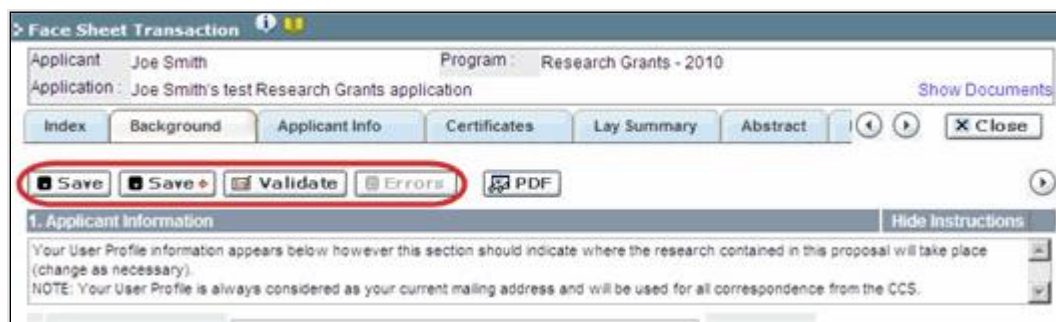 Face Sheet Transaction
Applicant Joe Smith Program : Research Grants - 2010
Application : Joe Smith's test Research Grants application Show Documents
Index Background Applicant Info Certificates Lay Summary Abstract Close
Save Save Validate Errors PDF
1. Applicant Information Hide Instructions
Your User Profile information appears below however this section should indicate where the research contained in this proposal will take place
(change as necessary).
NOTE: Your User Profile is always considered as your current mailing address and will be used for all correspondence from the CCS.